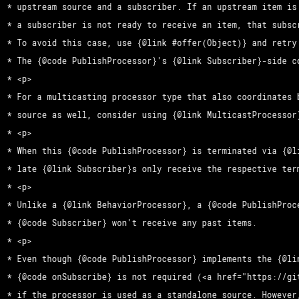 * upstream source and a subscriber. If an upstream item is
* a subscriber is not ready to receive an item, that subsc
* To avoid this case, use {@link #offer(Object)} and retry
* The {@code PublishProcessor}'s {@link Subscriber}-side co
* <p>
* For a multicasting processor type that also coordinates b
* source as well, consider using {@link MulticastProcessor}
* <p>
* When this {@code PublishProcessor} is terminated via {@li
* late {@link Subscriber}s only receive the respective term
* <p>
* Unlike a {@link BehaviorProcessor}, a {@code PublishProce
* {@code Subscriber} won't receive any past items.
* <p>
* Even though {@code PublishProcessor} implements the {@lin
* {@code onSubscribe} is not required (<a href="https://git
* if the processor is used as a standalone source. However